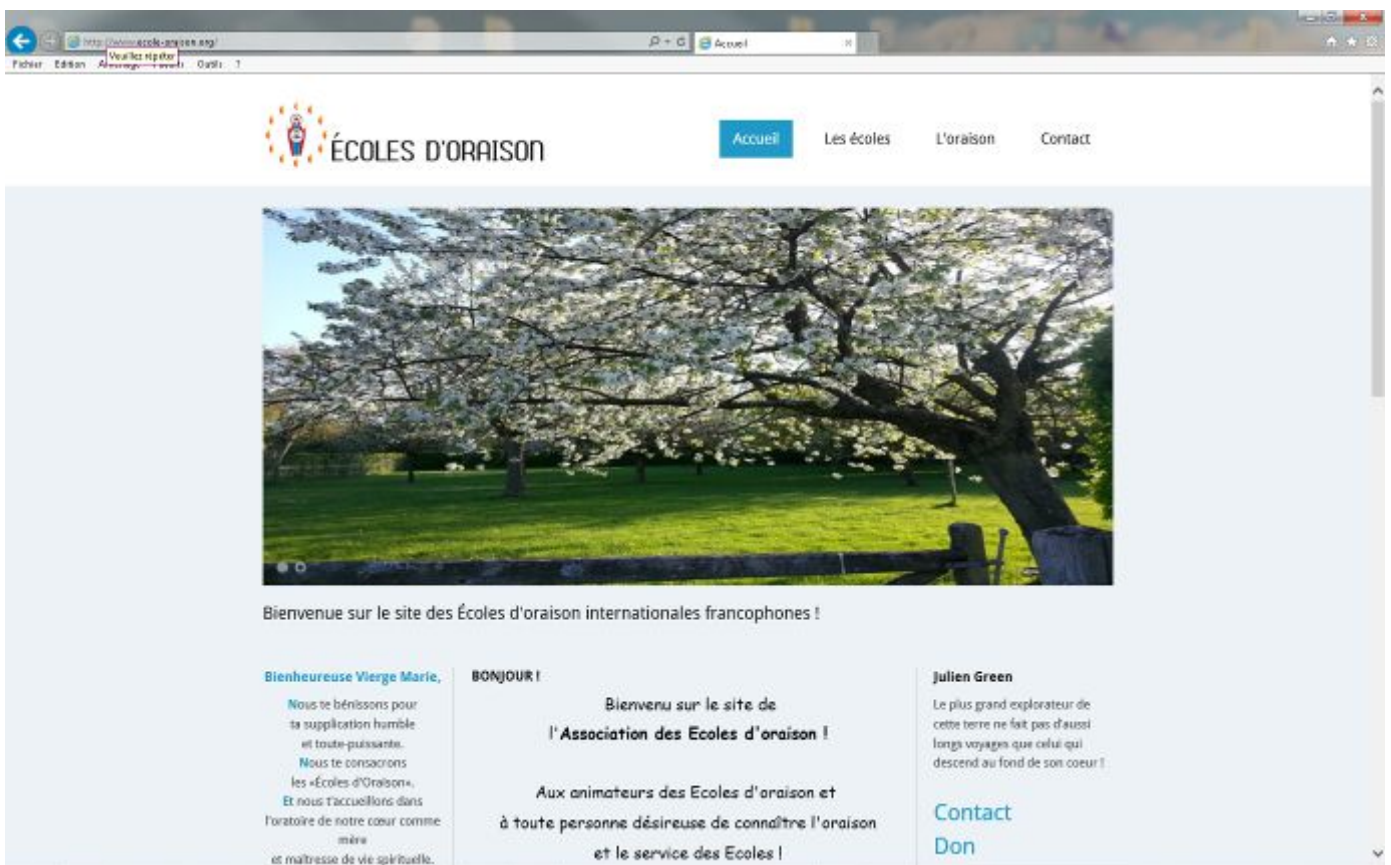 http://www.ecole-oraison.org/
Accueil
Veuillez répéter
Fichier Edition Affichage Favoris Outils ?
ÉCOLES D'ORAISON
Accueil Les écoles L'oraison Contact
Bienvenue sur le site des Écoles d'oraison internationales francophones !
Bienheureuse Vierge Marie,
Nous te bénissons pour
ta supplication humble
et toute-puissante.
Nous te consacrons
les «Écoles d'Oraison».
Et nous t'accueillons dans
l'oratoire de notre cœur comme
mère
et maîtresse de vie spirituelle.
BONJOUR !
Bienvenu sur le site de
l'Association des Ecoles d'oraison !
Aux animateurs des Ecoles d'oraison et
à toute personne désireuse de connaître l'oraison
et le service des Ecoles !
Julien Green
Le plus grand explorateur de
cette terre ne fait pas d'aussi
longs voyages que celui qui
descend au fond de son coeur !
Contact
Don